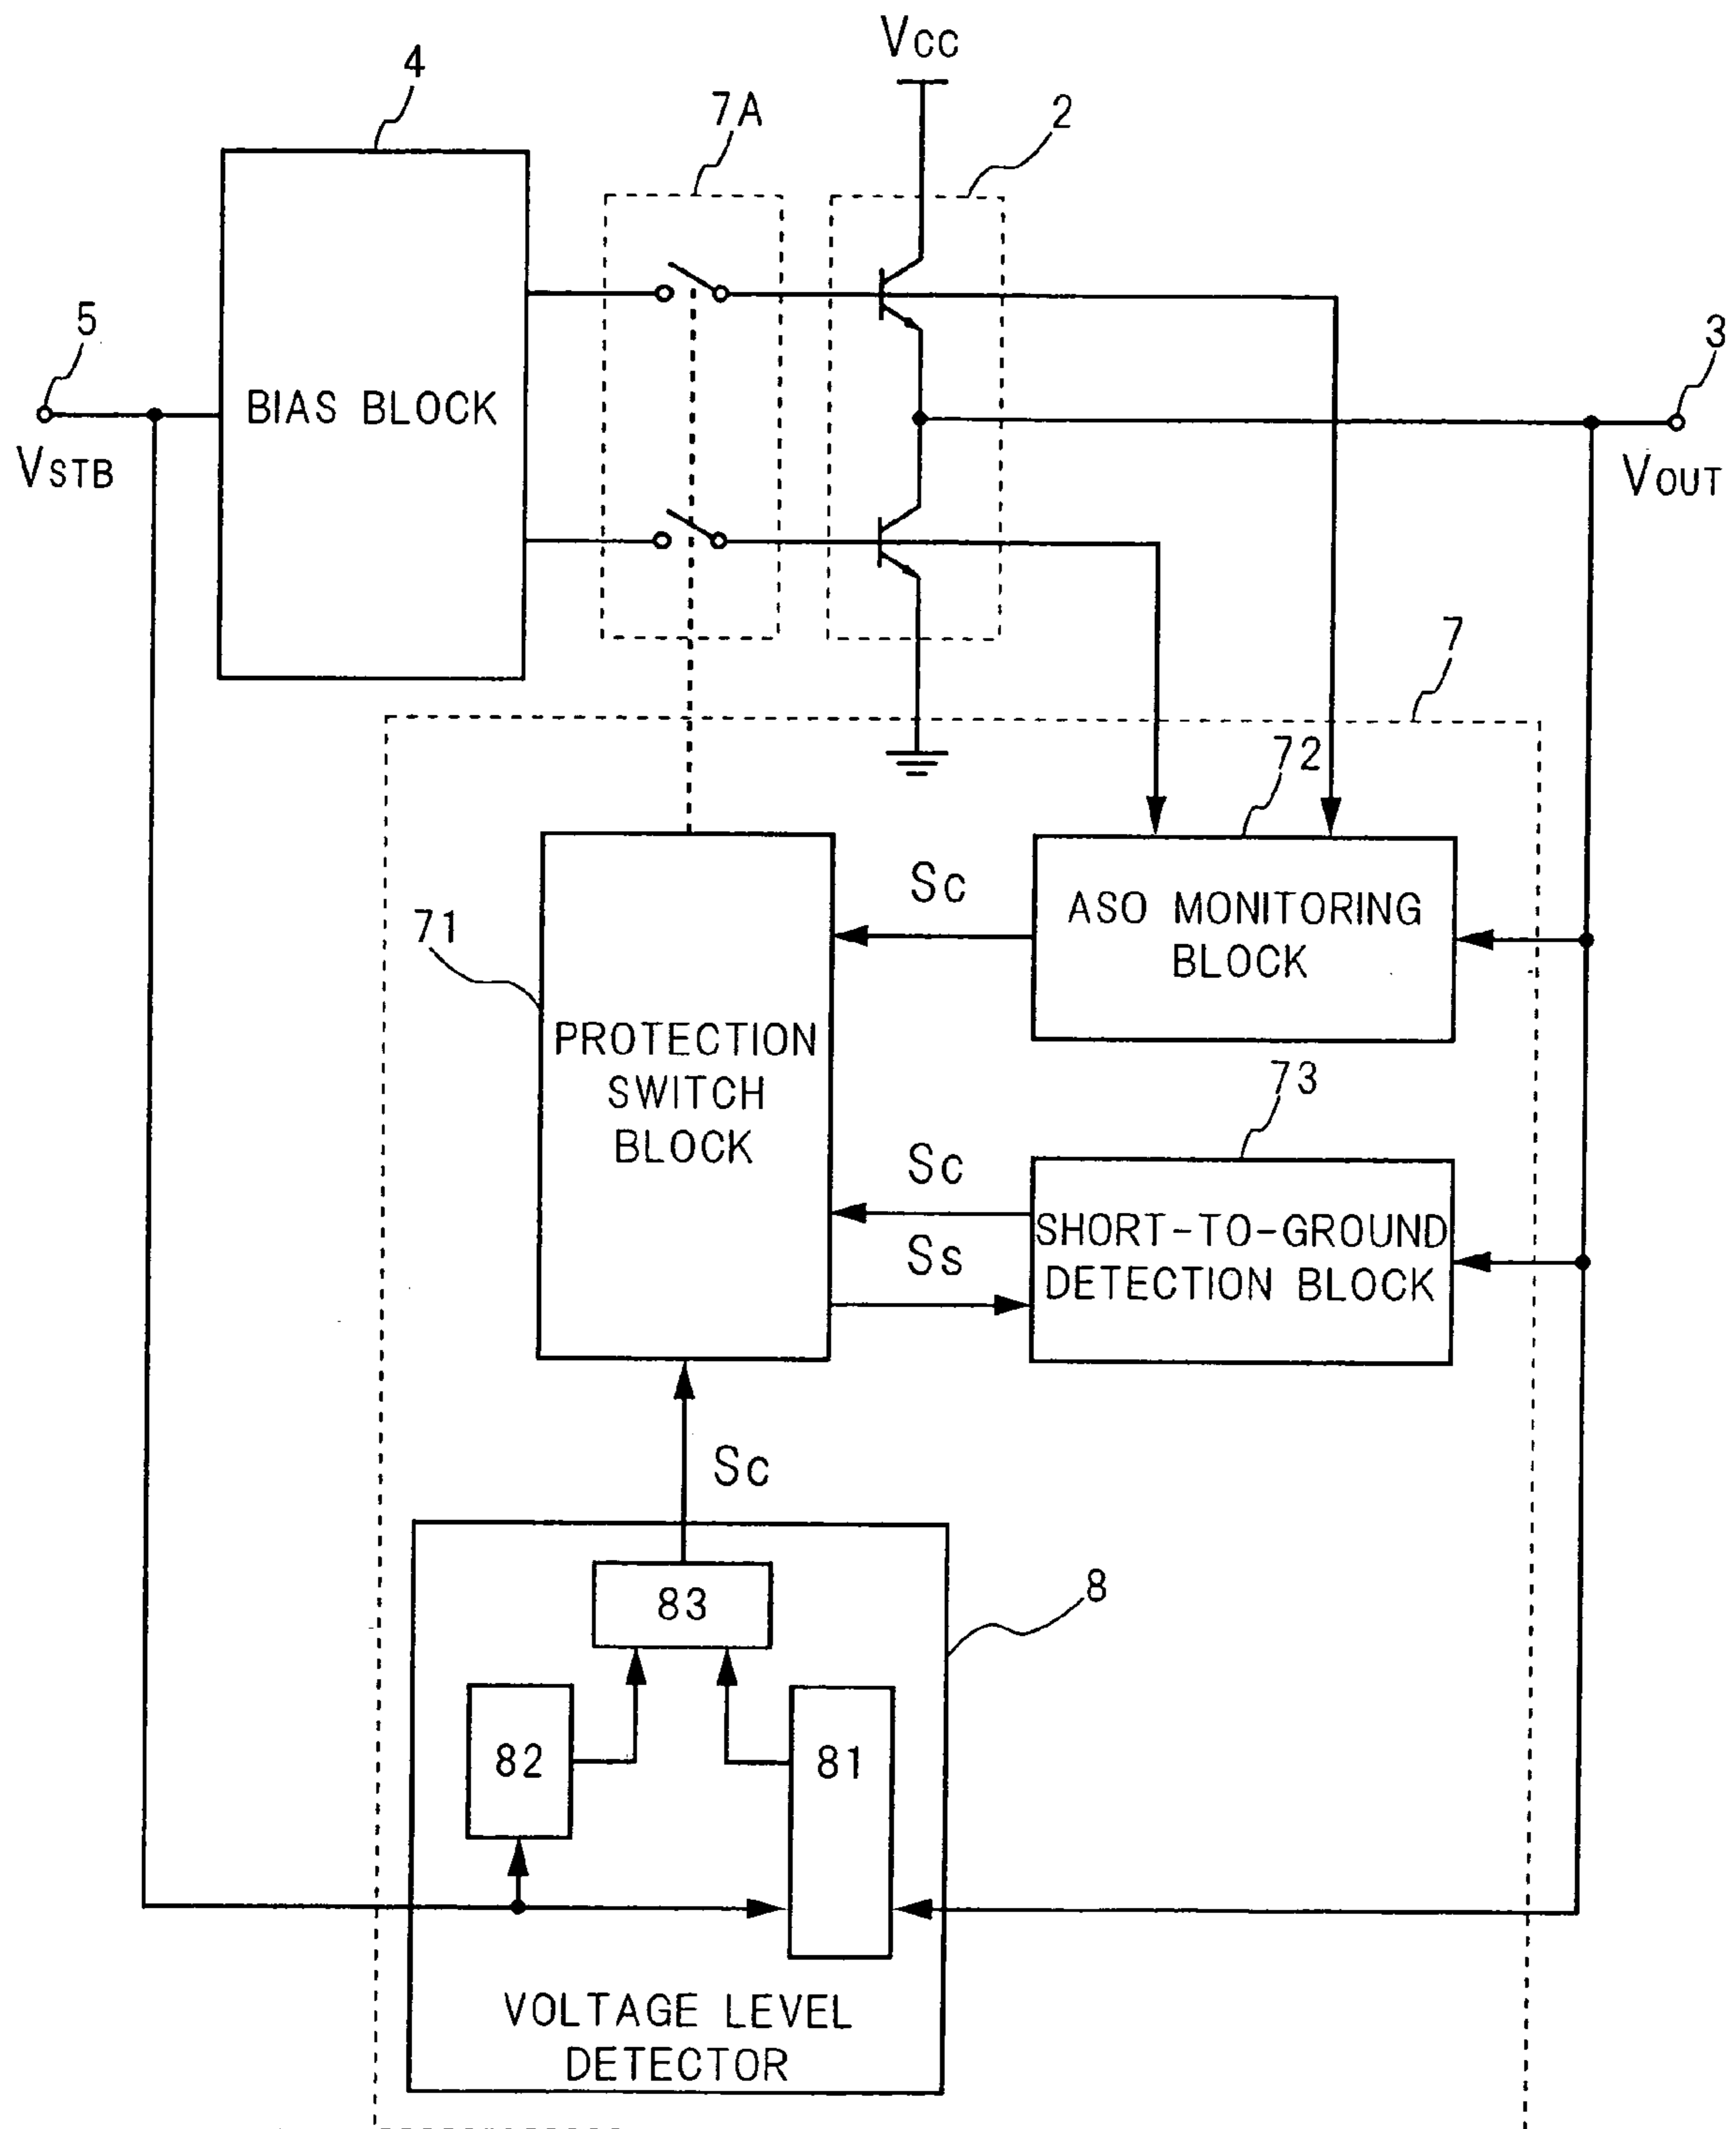 Vcc
4
7A
2
5
3
BIAS BLOCK
VSTB
VOUT
7
72
Sc
ASO MONITORING
BLOCK
71
PROTECTION
SWITCH
BLOCK
73
Sc
SHORT-TO-GROUND
DETECTION BLOCK
Ss
Sc
8
83
82
81
VOLTAGE LEVEL
DETECTOR